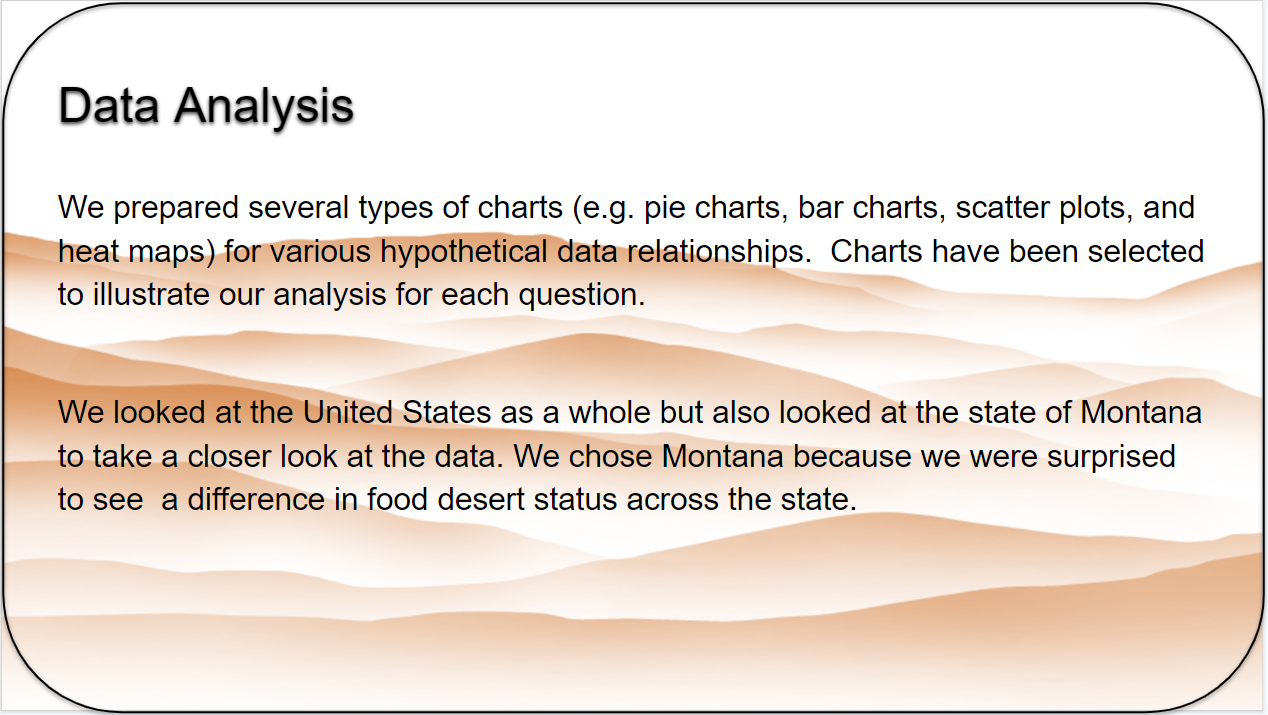 Data Analysis
We prepared several types of charts (e.g. pie charts, bar charts, scatter plots, and
heat maps) for various hypothetical data relationships.  Charts have been selected
to illustrate our analysis for each question.
We looked at the United States as a whole but also looked at the state of Montana
to take a closer look at the data. We chose Montana because we were surprised
to see  a difference in food desert status across the state.